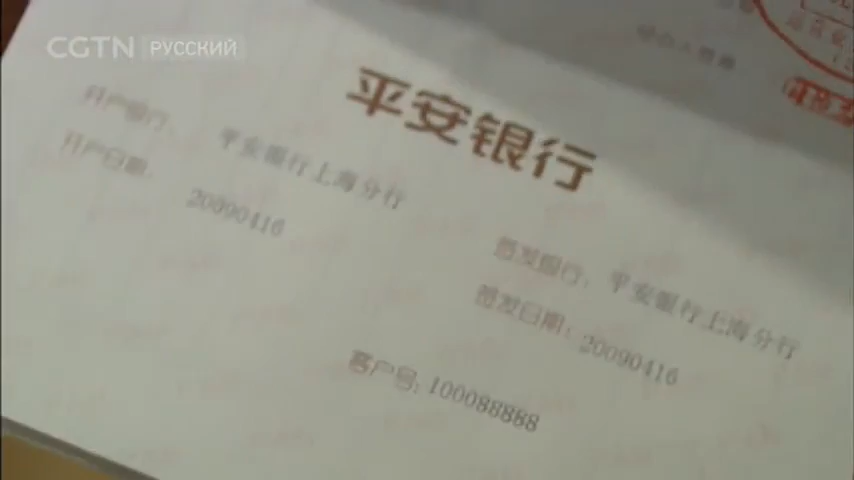 CGTN РУССКИЙ
平安银行
开户银行: 平安银行上海分行
开户日期: 20090416
签发银行: 平安银行上海分行
签发日期: 20090416
客户号: 100088888